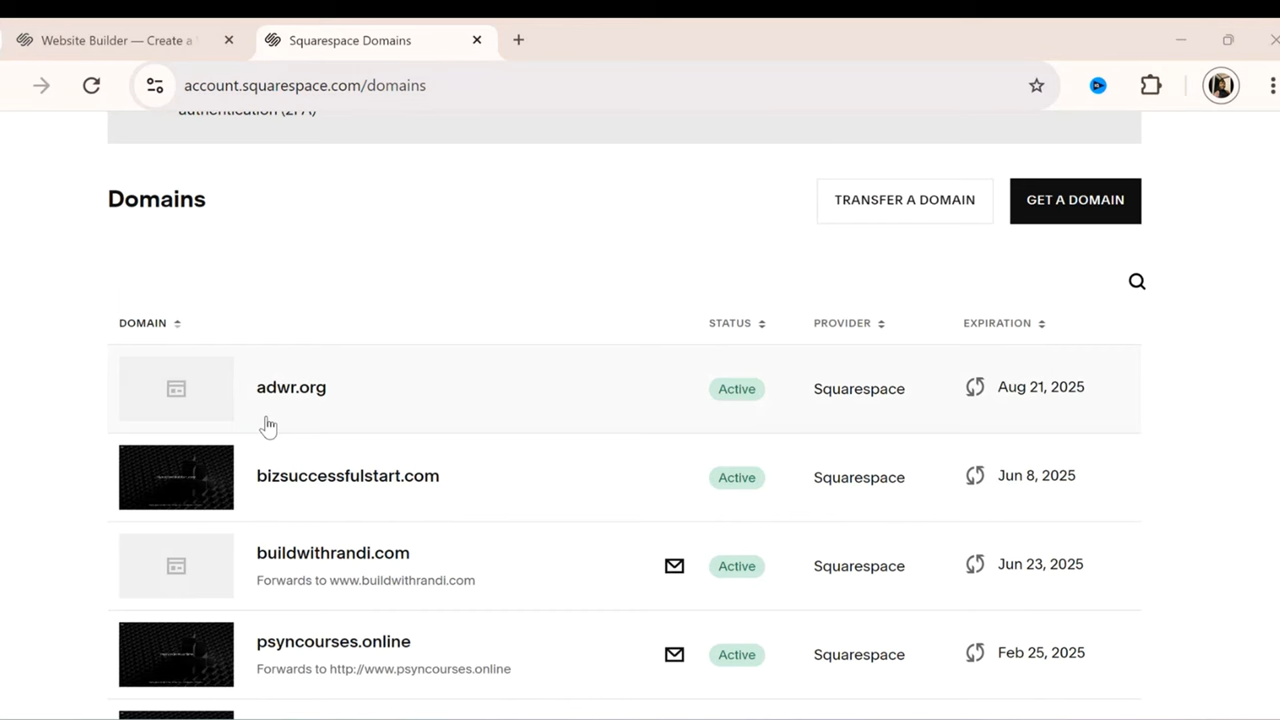 Website Builder — Create a
Squarespace Domains
account.squarespace.com/domains
authentication (2FA)
Domains
TRANSFER A DOMAIN
GET A DOMAIN
DOMAIN
STATUS
PROVIDER
EXPIRATION
adwr.org
Active
Squarespace
Aug 21, 2025
bizsuccessfulstart.com
Active
Squarespace
Jun 8, 2025
buildwithrandi.com
Forwards to www.buildwithrandi.com
Active
Squarespace
Jun 23, 2025
psyncourses.online
Forwards to http://www.psyncourses.online
Active
Squarespace
Feb 25, 2025